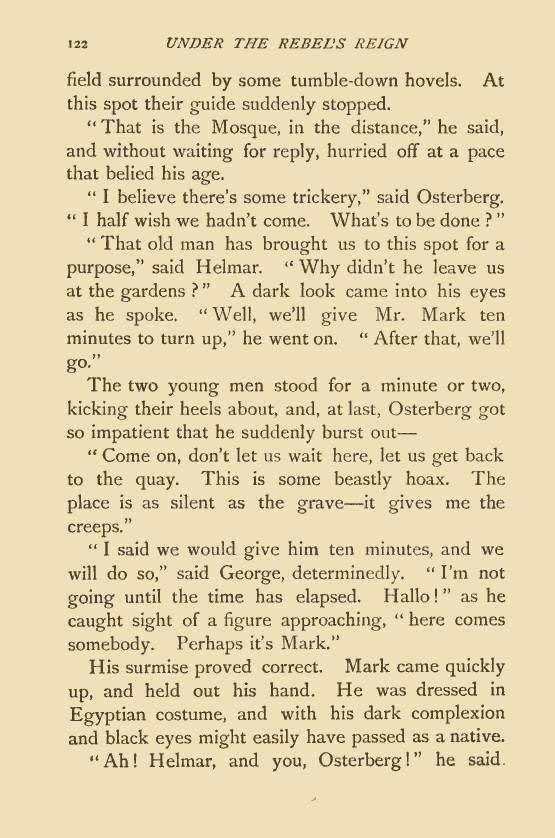 122 UNDER THE REBEL'S REIGN
field surrounded by some tumble-down hovels. At
this spot their guide suddenly stopped.
"That is the Mosque, in the distance," he said,
and without waiting for reply, hurried off at a pace
that belied his age.
"I believe there's some trickery," said Osterberg.
"I half wish we hadn't come. What's to be done?"
"That old man has brought us to this spot for a
purpose," said Helmar. "Why didn't he leave us
at the gardens?" A dark look came into his eyes
as he spoke. "Well, we'll give Mr. Mark ten
minutes to turn up," he went on. "After that, we'll
go."
The two young men stood for a minute or two,
kicking their heels about, and, at last, Osterberg got
so impatient that he suddenly burst out—
"Come on, don't let us wait here, let us get back
to the quay. This is some beastly hoax. The
place is as silent as the grave—it gives me the
creeps."
"I said we would give him ten minutes, and we
will do so," said George, determinedly. "I'm not
going until the time has elapsed. Hallo!" as he
caught sight of a figure approaching, "here comes
somebody. Perhaps it's Mark."
His surmise proved correct. Mark came quickly
up, and held out his hand. He was dressed in
Egyptian costume, and with his dark complexion
and black eyes might easily have passed as a native.
"Ah! Helmar, and you, Osterberg!" he said.